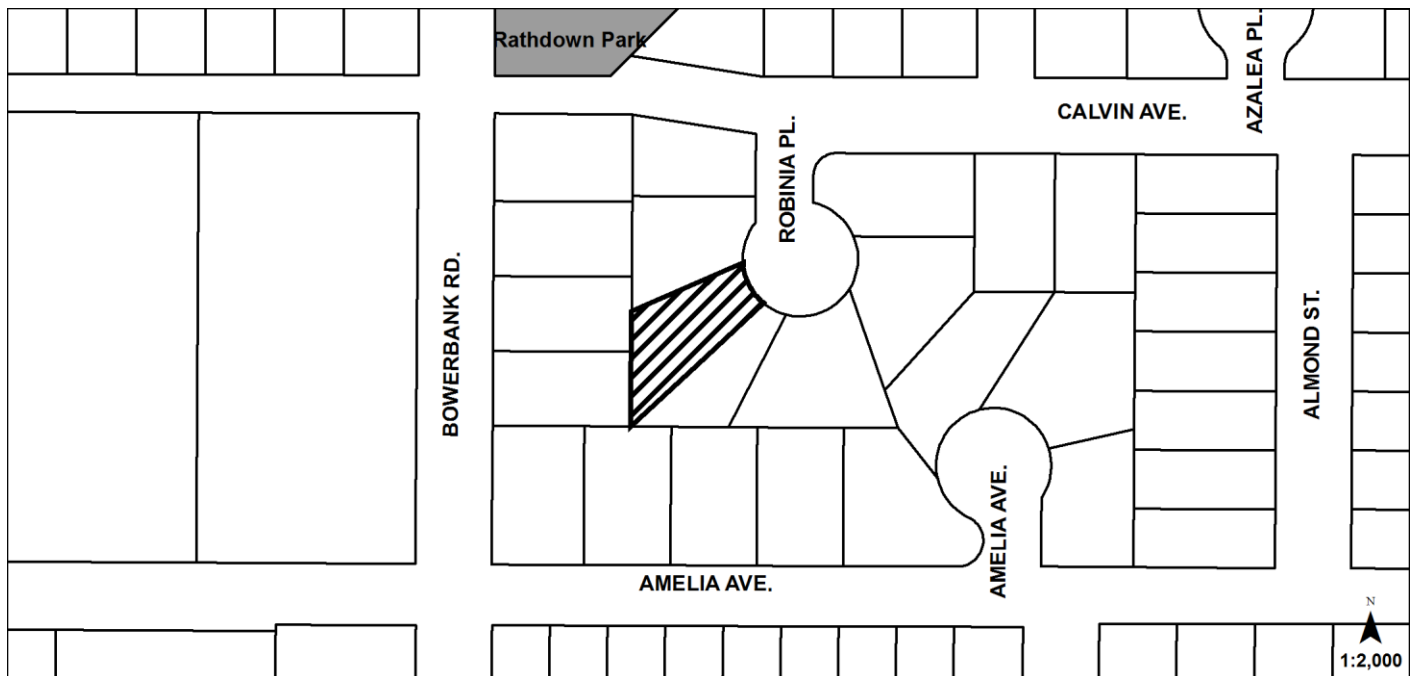 Rathdown Park
AZALEA PL.
CALVIN AVE.
ROBINIA PL.
BOWERBANK RD.
ALMOND ST.
AMELIA AVE.
AMELIA AVE.
N
1:2,000